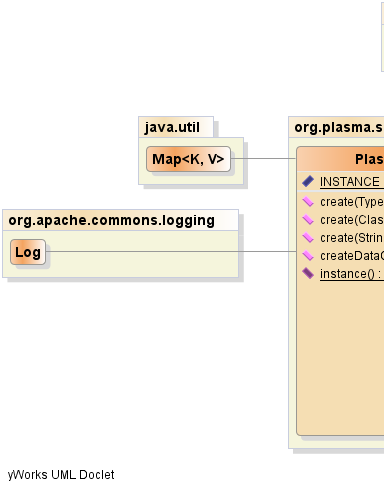 java.util
Map<K, V>
org.plasma.s
Plas
INSTANCE
create(Type
create(Clas
create(Strin
createData
instance() :
org.apache.commons.logging
Log
yWorks UML Doclet